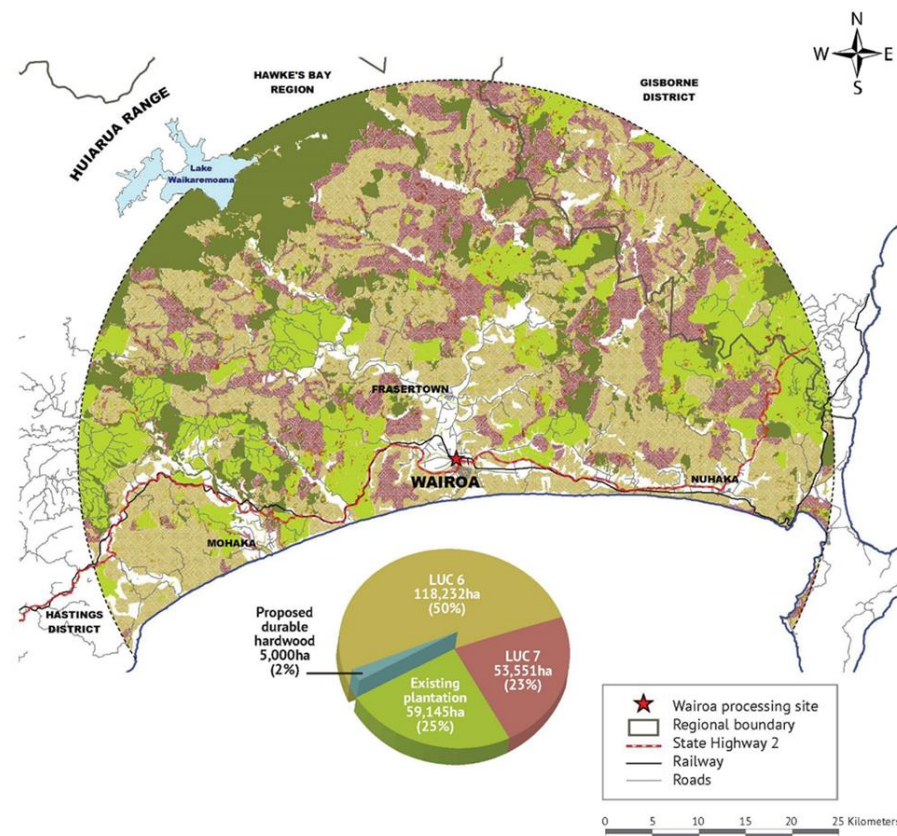 N
W E
S
HAWKE'S BAY
REGION
GISBORNE
DISTRICT
HUIARUA RANGE
Lake
Waikaremoana
FRASERTOWN
WAIROA
NUHAKA
MOHAKA
HASTINGS
DISTRICT
LUC 6
118,232ha
(50%)
Proposed
durable
hardwood
5,000ha
(2%)
LUC 7
53,551ha
(23%)
Existing
plantation
59,145ha
(25%)
Wairoa processing site
Regional boundary
State Highway 2
Railway
Roads
0 5 10 15 20 25 Kilometers